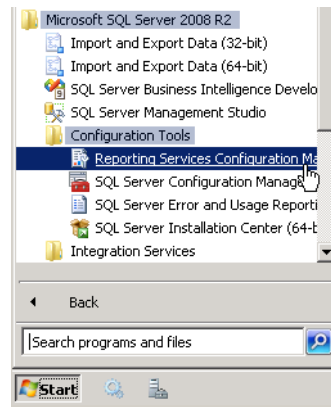 Microsoft SQL Server 2008 R2
Import and Export Data (32-bit)
Import and Export Data (64-bit)
SQL Server Business Intelligence Develo
SQL Server Management Studio
Configuration Tools
Reporting Services Configuration Ma
SQL Server Configuration Manag
SQL Server Error and Usage Reporti
SQL Server Installation Center (64-b
Integration Services
Back
Search programs and files
Start